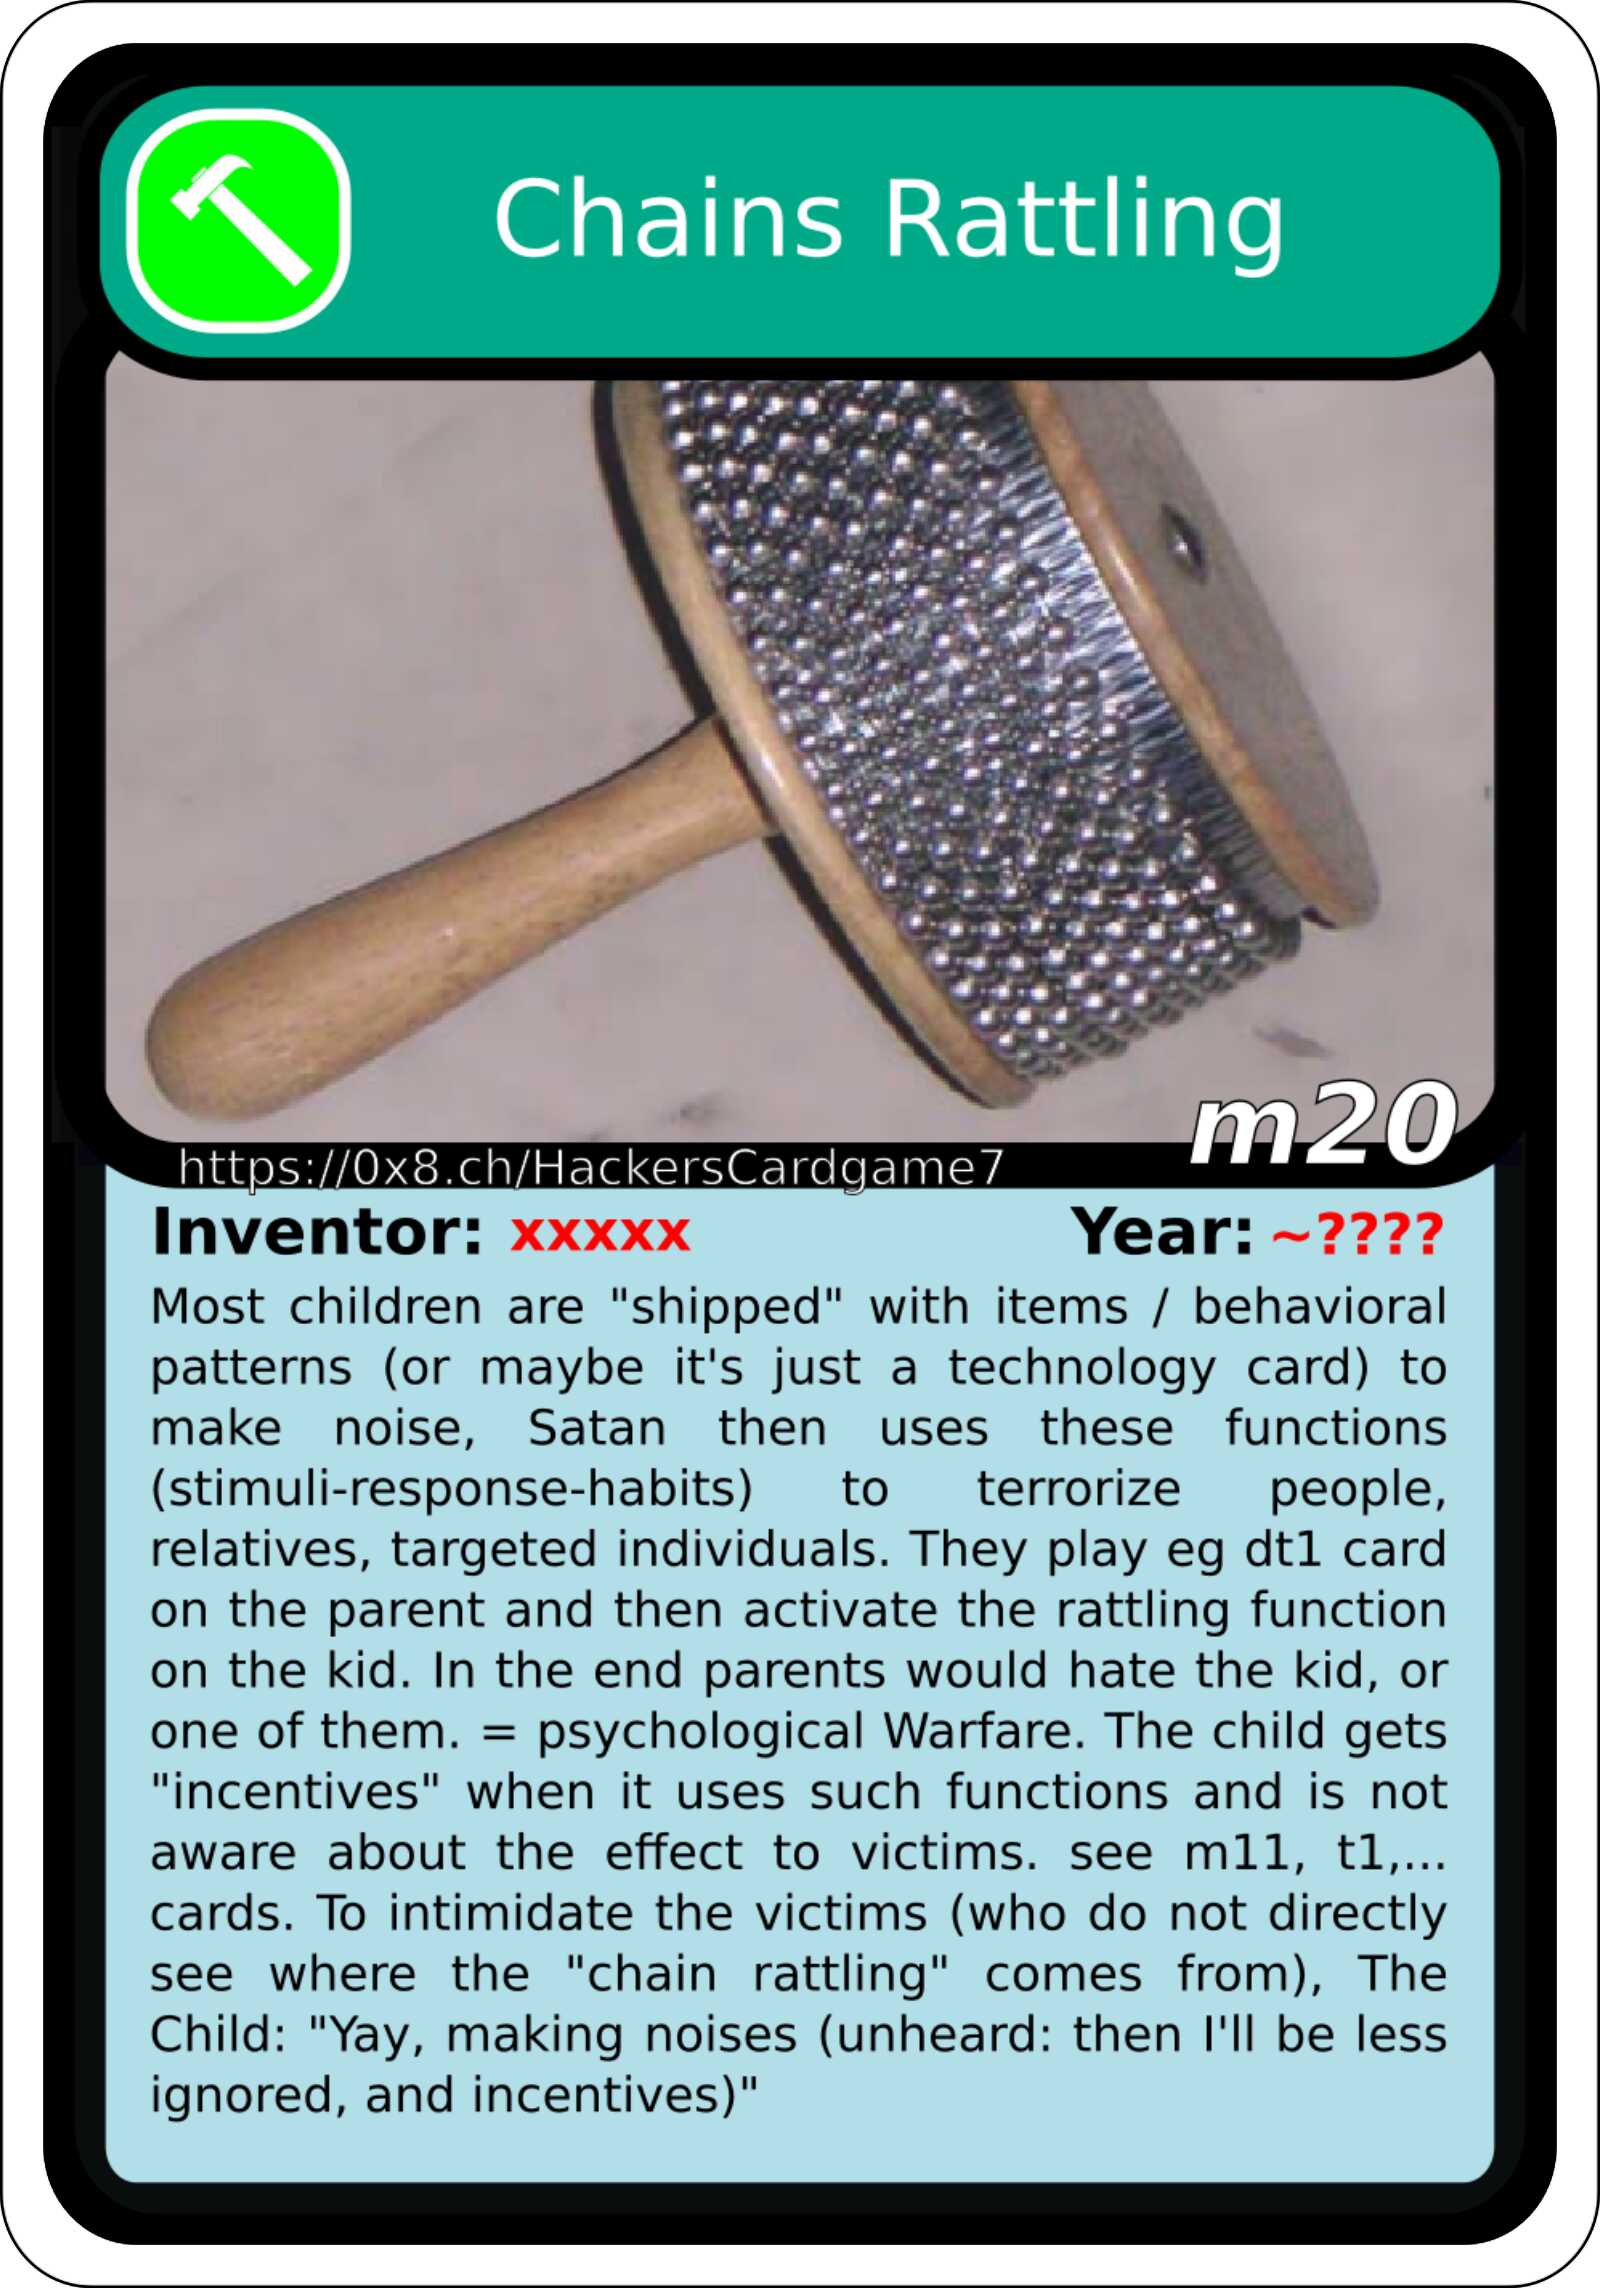 Chains Rattling
m20
https://0x8.ch/HackersCardgame7
Inventor: xxxxx Year: ~????
Most children are "shipped" with items / behavioral
patterns (or maybe it's just a technology card) to
make noise, Satan then uses these functions
(stimuli-response-habits) to terrorize people,
relatives, targeted individuals. They play eg dt1 card
on the parent and then activate the rattling function
on the kid. In the end parents would hate the kid, or
one of them. = psychological Warfare. The child gets
"incentives" when it uses such functions and is not
aware about the effect to victims. see m11, t1,...
cards. To intimidate the victims (who do not directly
see where the "chain rattling" comes from), The
Child: "Yay, making noises (unheard: then I'll be less
ignored, and incentives)"